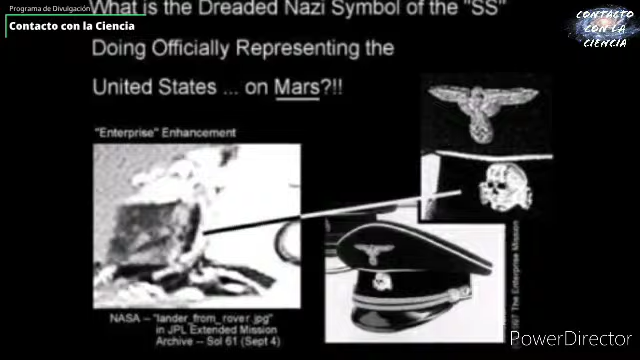 Programa de Divulgación
Contacto con la Ciencia
CONTACTO
CON LA
CIENCIA
What is the Dreaded Nazi Symbol of the "SS"
Doing Officially Representing the
United States ... on Mars?!!
"Enterprise" Enhancement
NASA -- "lander_from_rover.jpg"
in JPL Extended Mission
Archive -- Sol 61 (Sept 4)
The Enterprise Mission
PowerDirector